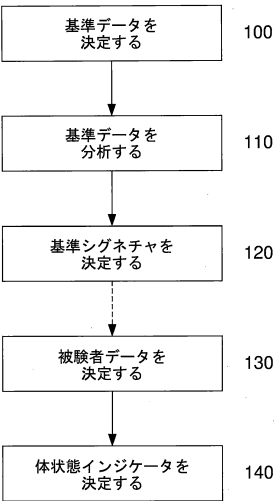 基準データを
決定する
100
基準データを
分析する
110
基準シグネチャを
決定する
120
被験者データを
決定する
130
体状態インジケータを
決定する
140